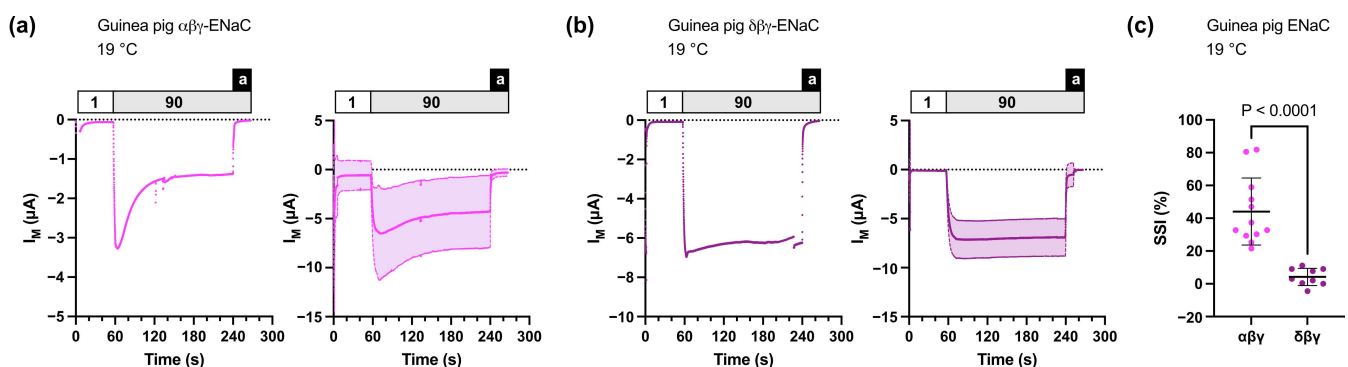 (a)
Guinea pig αβγ-ENaC
19 °C
a
1
90
0
−1
−2
−3
−4
−5
I_M (µA)
0 60 120 180 240 300
Time (s)
a
1
90
5
0
−5
−10
−15
I_M (µA)
0 60 120 180 240 300
Time (s)
(b)
Guinea pig δβγ-ENaC
19 °C
a
1
90
0
−2
−4
−6
−8
−10
I_M (µA)
0 60 120 180 240 300
Time (s)
a
1
90
5
0
−5
−10
−15
I_M (µA)
0 60 120 180 240 300
Time (s)
(c)
Guinea pig ENaC
19 °C
P < 0.0001
100
80
60
40
20
0
−20
SSI (%)
αβγ δβγ